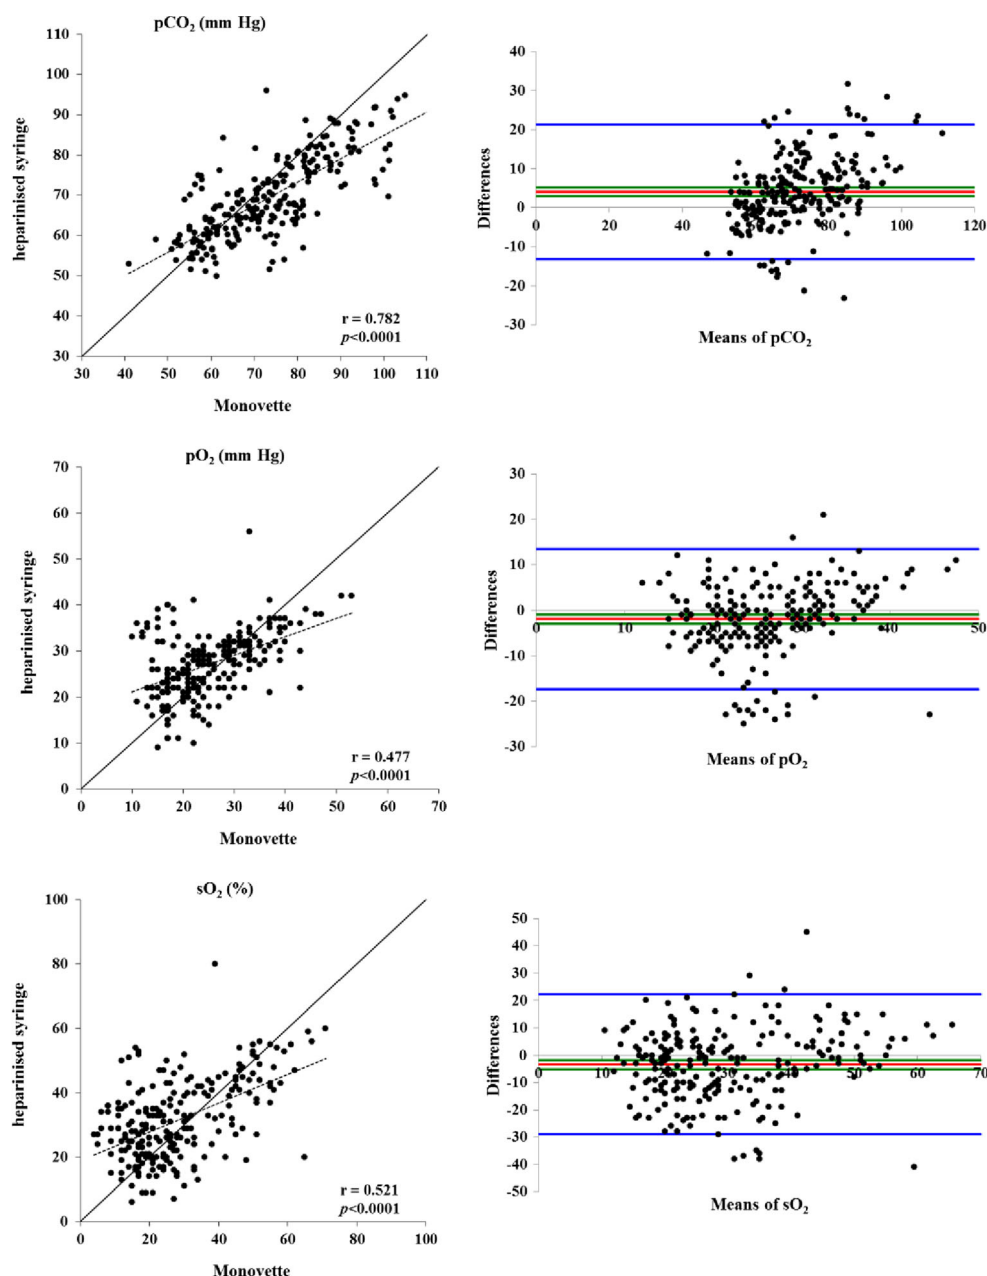 pCO₂ (mm Hg)
heparinised syringe
110
100
90
80
70
60
50
40
30
30 40 50 60 70 80 90 100 110
r = 0.782
p<0.0001
Monovette
Differences
40
30
20
10
0
-10
-20
-30
0 20 40 60 80 100 120
Means of pCO₂
pO₂ (mm Hg)
heparinised syringe
70
60
50
40
30
20
10
0
0 10 20 30 40 50 60 70
r = 0.477
p<0.0001
Monovette
Differences
30
20
10
0
-10
-20
-30
0 10 20 30 40 50
Means of pO₂
sO₂ (%)
heparinised syringe
100
80
60
40
20
0
0 20 40 60 80 100
r = 0.521
p<0.0001
Monovette
Differences
50
40
30
20
10
0
-10
-20
-30
-40
-50
0 10 20 30 40 50 60 70
Means of sO₂